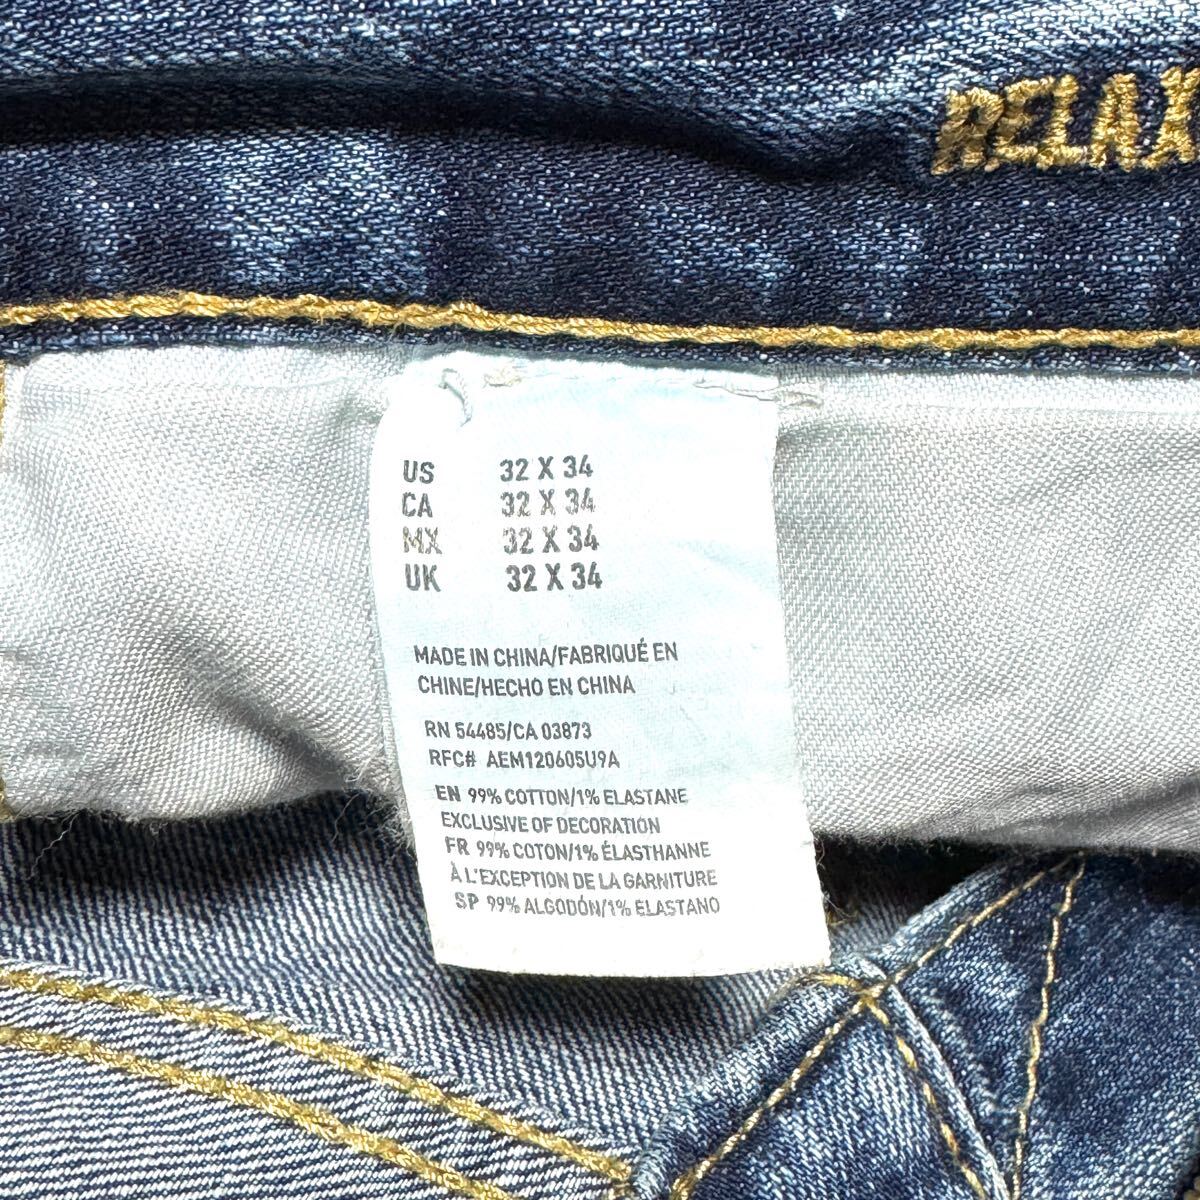 RELAX
US 32 X 34
CA 32 X 34
MX 32 X 34
UK 32 X 34
MADE IN CHINA/FABRIQUÉ EN
CHINE/HECHO EN CHINA
RN 54485/CA 03873
RFC# AEM120605U9A
EN 99% COTTON/1% ELASTANE
EXCLUSIVE OF DECORATION
FR 99% COTON/1% ÉLASTHANNE
À L'EXCEPTION DE LA GARNITURE
SP 99% ALGODÓN/1% ELASTANO